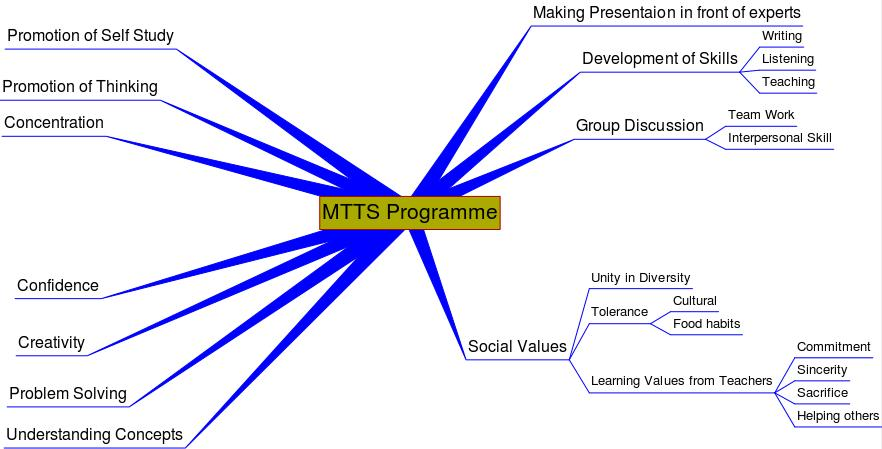 Promotion of Self Study
Promotion of Thinking
Concentration
Confidence
Creativity
Problem Solving
Understanding Concepts
MTTS Programme
Making Presentaion in front of experts
Development of Skills
Writing
Listening
Teaching
Group Discussion
Team Work
Interpersonal Skill
Social Values
Unity in Diversity
Tolerance
Cultural
Food habits
Learning Values from Teachers
Commitment
Sincerity
Sacrifice
Helping others